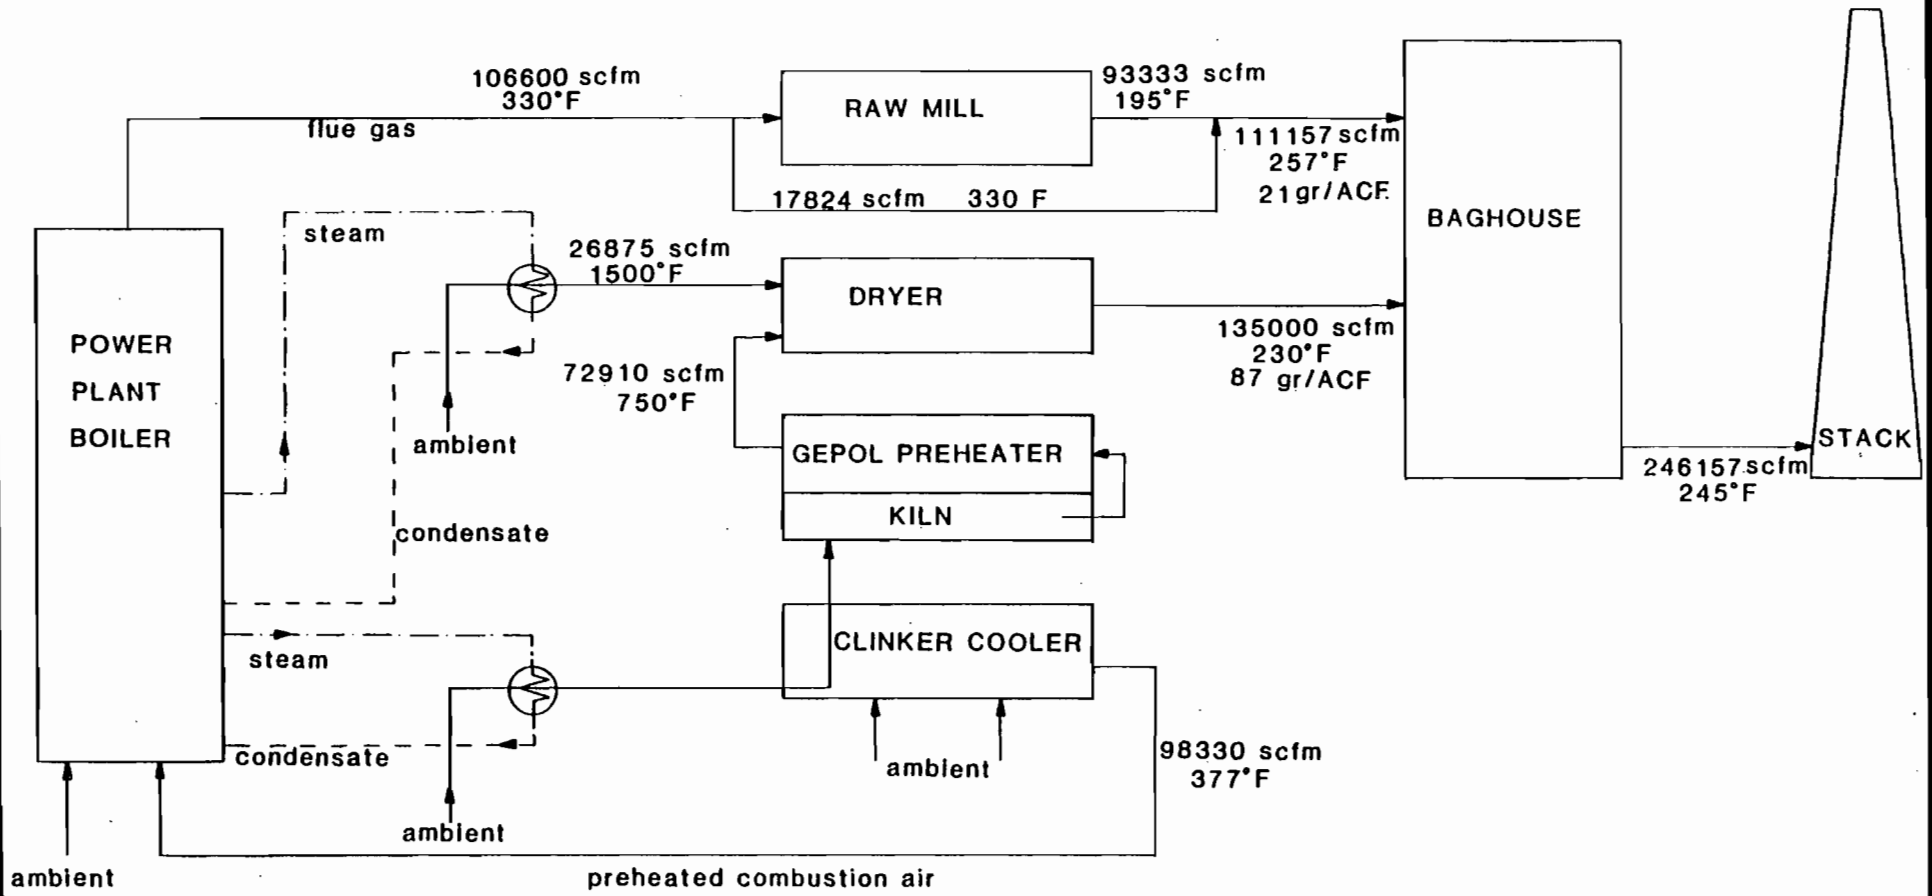 106600 scfm
330°F
flue gas
RAW MILL
93333 scfm
195°F
111157 scfm
257°F
21 gr/ACF
17824 scfm 330 F
BAGHOUSE
steam
26875 scfm
1500°F
DRYER
135000 scfm
230°F
87 gr/ACF
POWER
PLANT
BOILER
72910 scfm
750°F
ambient
GEPOL PREHEATER
KILN
STACK
246157 scfm
245°F
condensate
steam
CLINKER COOLER
condensate
ambient
ambient
98330 scfm
377°F
ambient
preheated combustion air